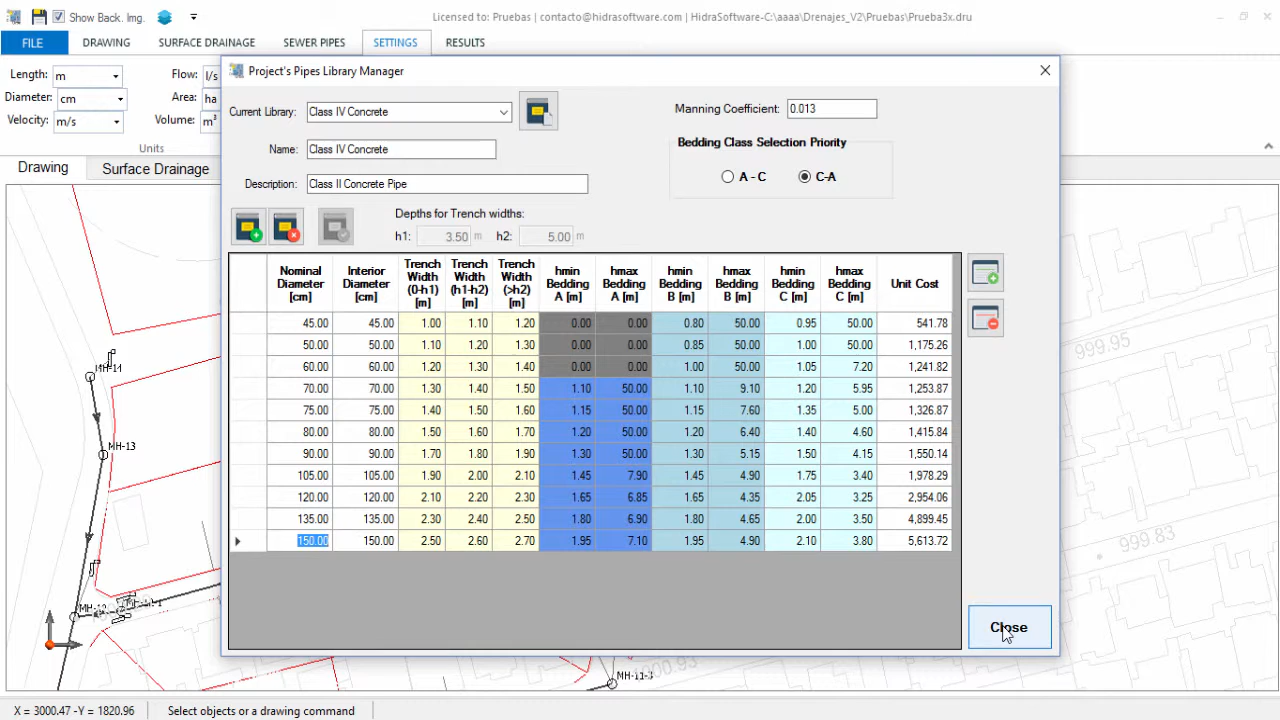 Show Back. Img.
Licensed to: Pruebas | contacto@hidrasoftware.com | HidraSoftware-C:\aaaa\Drenajes_V2\Pruebas\Prueba3x.dru
FILE DRAWING SURFACE DRAINAGE SEWER PIPES SETTINGS RESULTS
Length: m Flow: l/s
Diameter: cm Area: ha
Velocity: m/s Volume: m³
Units
Drawing Surface Drainage
Project's Pipes Library Manager
Current Library: Class IV Concrete
Manning Coefficient: 0.013
Name: Class IV Concrete
Bedding Class Selection Priority
A - C C-A
Description: Class II Concrete Pipe
Depths for Trench widths:
h1: 3.50 m h2: 5.00 m
Nominal Diameter [cm] Interior Diameter [cm] Trench Width (0-h1) [m] Trench Width (h1-h2) [m] Trench Width (>h2) [m] hmin Bedding A [m] hmax Bedding A [m] hmin Bedding B [m] hmax Bedding B [m] hmin Bedding C [m] hmax Bedding C [m] Unit Cost
45.00 45.00 1.00 1.10 1.20 0.00 0.00 0.80 50.00 0.95 50.00 541.78
50.00 50.00 1.10 1.20 1.30 0.00 0.00 0.85 50.00 1.00 50.00 1,175.26
60.00 60.00 1.20 1.30 1.40 0.00 0.00 1.00 50.00 1.05 7.20 1,241.82
70.00 70.00 1.30 1.40 1.50 1.10 50.00 1.10 9.10 1.20 5.95 1,253.87
75.00 75.00 1.40 1.50 1.60 1.15 50.00 1.15 7.60 1.35 5.00 1,326.87
80.00 80.00 1.50 1.60 1.70 1.20 50.00 1.20 6.40 1.40 4.60 1,415.84
90.00 90.00 1.70 1.80 1.90 1.30 50.00 1.30 5.15 1.50 4.15 1,550.14
105.00 105.00 1.90 2.00 2.10 1.45 7.90 1.45 4.90 1.75 3.40 1,978.29
120.00 120.00 2.10 2.20 2.30 1.65 6.85 1.65 4.35 2.05 3.25 2,954.06
135.00 135.00 2.30 2.40 2.50 1.80 6.90 1.80 4.65 2.00 3.50 4,899.45
150.00 150.00 2.50 2.60 2.70 1.95 7.10 1.95 4.90 2.10 3.80 5,613.72
Close
999.95
MH-14
MH-13
999.83
MH-12
1000.93
MH-11-3
X = 3000.47 -Y = 1820.96 Select objects or a drawing command